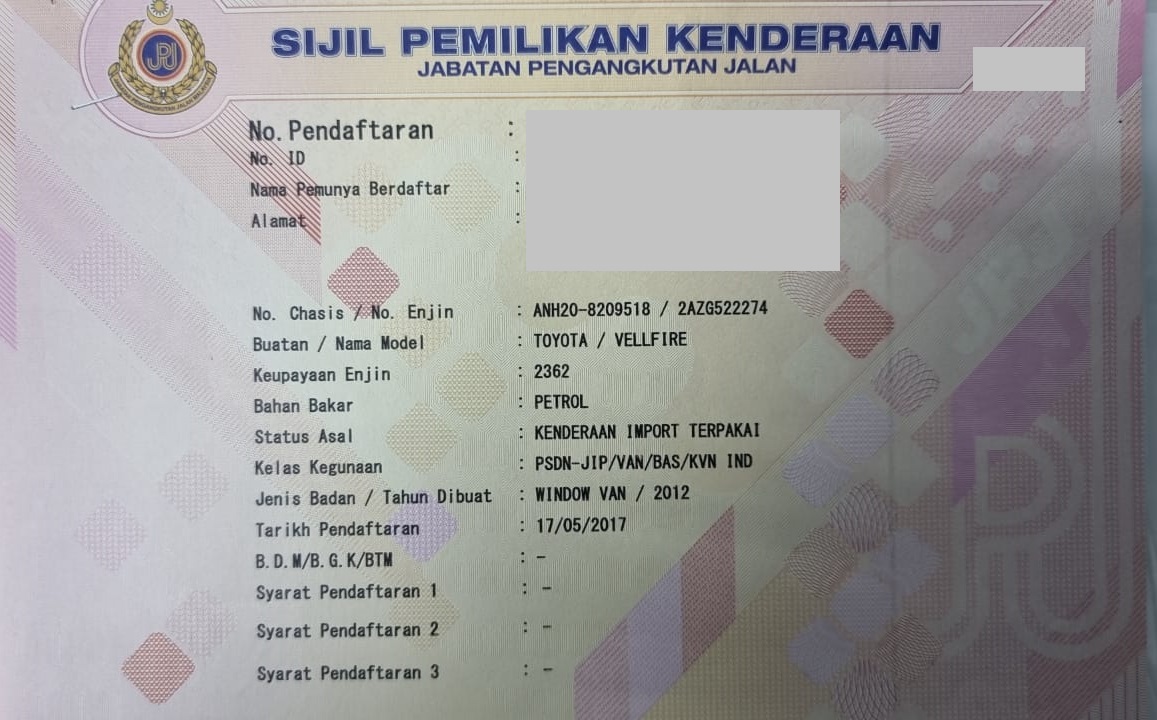 SIJIL PEMILIKAN KENDERAAN
JABATAN PENGANGKUTAN JALAN
No. Pendaftaran :
No. ID :
Nama Pemunya Berdaftar :
Alamat :
No. Chasis / No. Enjin : ANH20-8209518 / 2AZG522274
Buatan / Nama Model : TOYOTA / VELLFIRE
Keupayaan Enjin : 2362
Bahan Bakar : PETROL
Status Asal : KENDERAAN IMPORT TERPAKAI
Kelas Kegunaan : PSDN-JIP/VAN/BAS/KVN IND
Jenis Badan / Tahun Dibuat : WINDOW VAN / 2012
Tarikh Pendaftaran : 17/05/2017
B.D.M/B.G.K/BTM : -
Syarat Pendaftaran 1 : -
Syarat Pendaftaran 2 : -
Syarat Pendaftaran 3 : -
JPJ